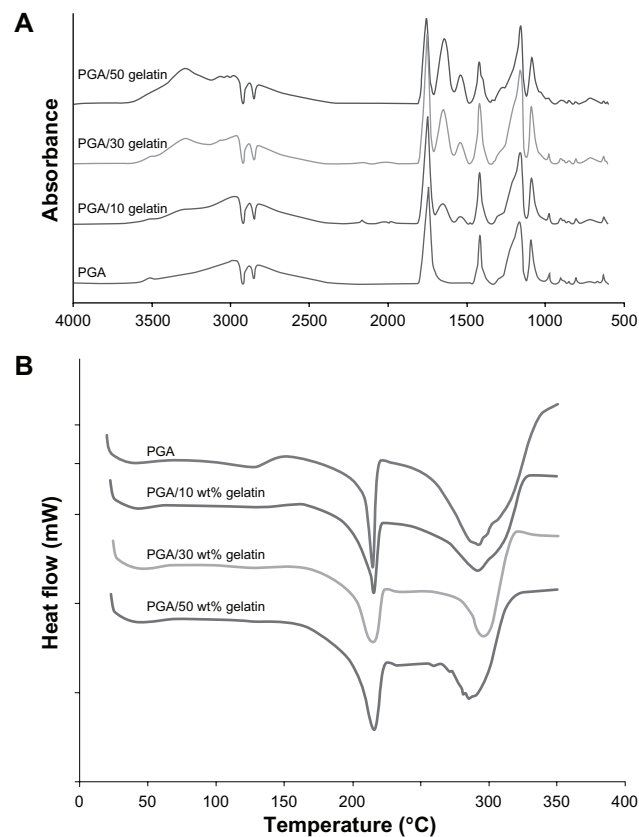 A
PGA/50 gelatin
PGA/30 gelatin
PGA/10 gelatin
PGA
Absorbance
4000 3500 3000 2500 2000 1500 1000 500
B
PGA
PGA/10 wt% gelatin
PGA/30 wt% gelatin
PGA/50 wt% gelatin
Heat flow (mW)
0 50 100 150 200 250 300 350 400
Temperature (°C)